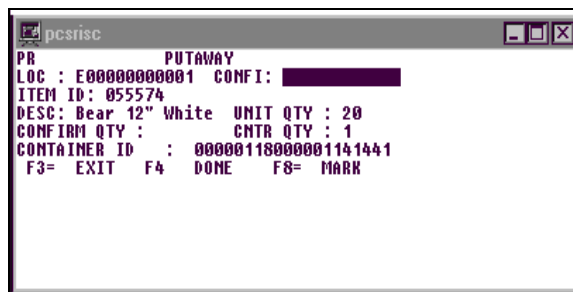 pcsrisc
PR PUTAWAY
LOC : E00000000001 CONFI:
ITEM ID: 055574
DESC: Bear 12" White UNIT QTY : 20
CONFIRM QTY : CNTR QTY : 1
CONTAINER ID : 00000118000001141441
F3= EXIT F4 DONE F8= MARK